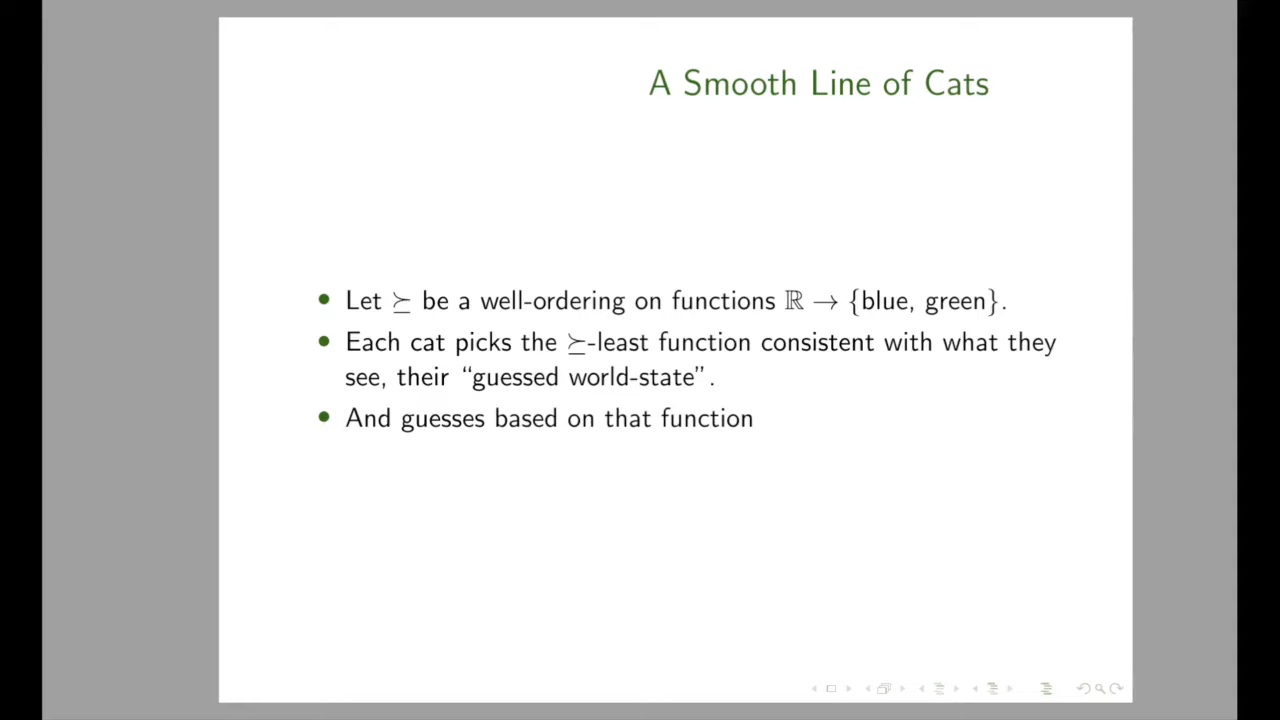 A Smooth Line of Cats
• Let ⪰ be a well-ordering on functions ℝ → {blue, green}.
• Each cat picks the ⪰-least function consistent with what they
see, their “guessed world-state”.
• And guesses based on that function